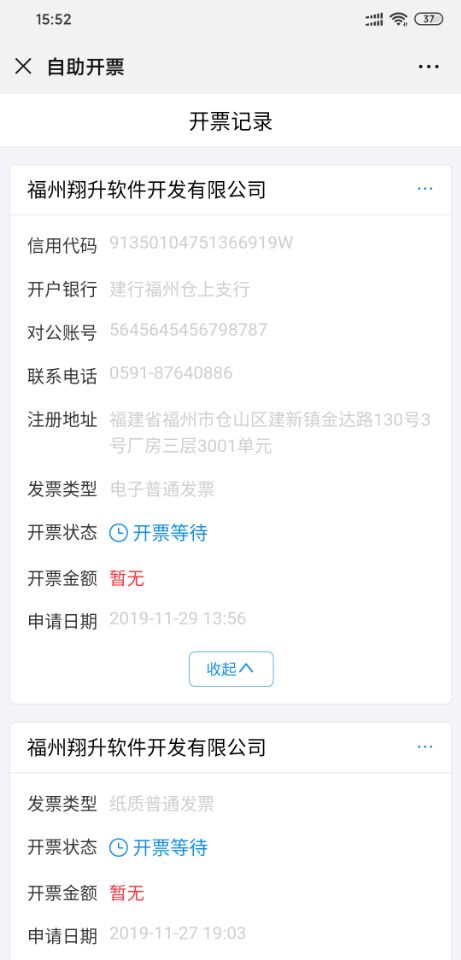 15:52
37
自助开票
开票记录
福州翔升软件开发有限公司
信用代码 91350104751366919W
开户银行 建行福州仓上支行
对公账号 5645645456798787
联系电话 0591-87640886
注册地址 福建省福州市仓山区建新镇金达路130号3
号厂房三层3001单元
发票类型 电子普通发票
开票状态 开票等待
开票金额 暂无
申请日期 2019-11-29 13:56
收起
福州翔升软件开发有限公司
发票类型 纸质普通发票
开票状态 开票等待
开票金额 暂无
申请日期 2019-11-27 19:03